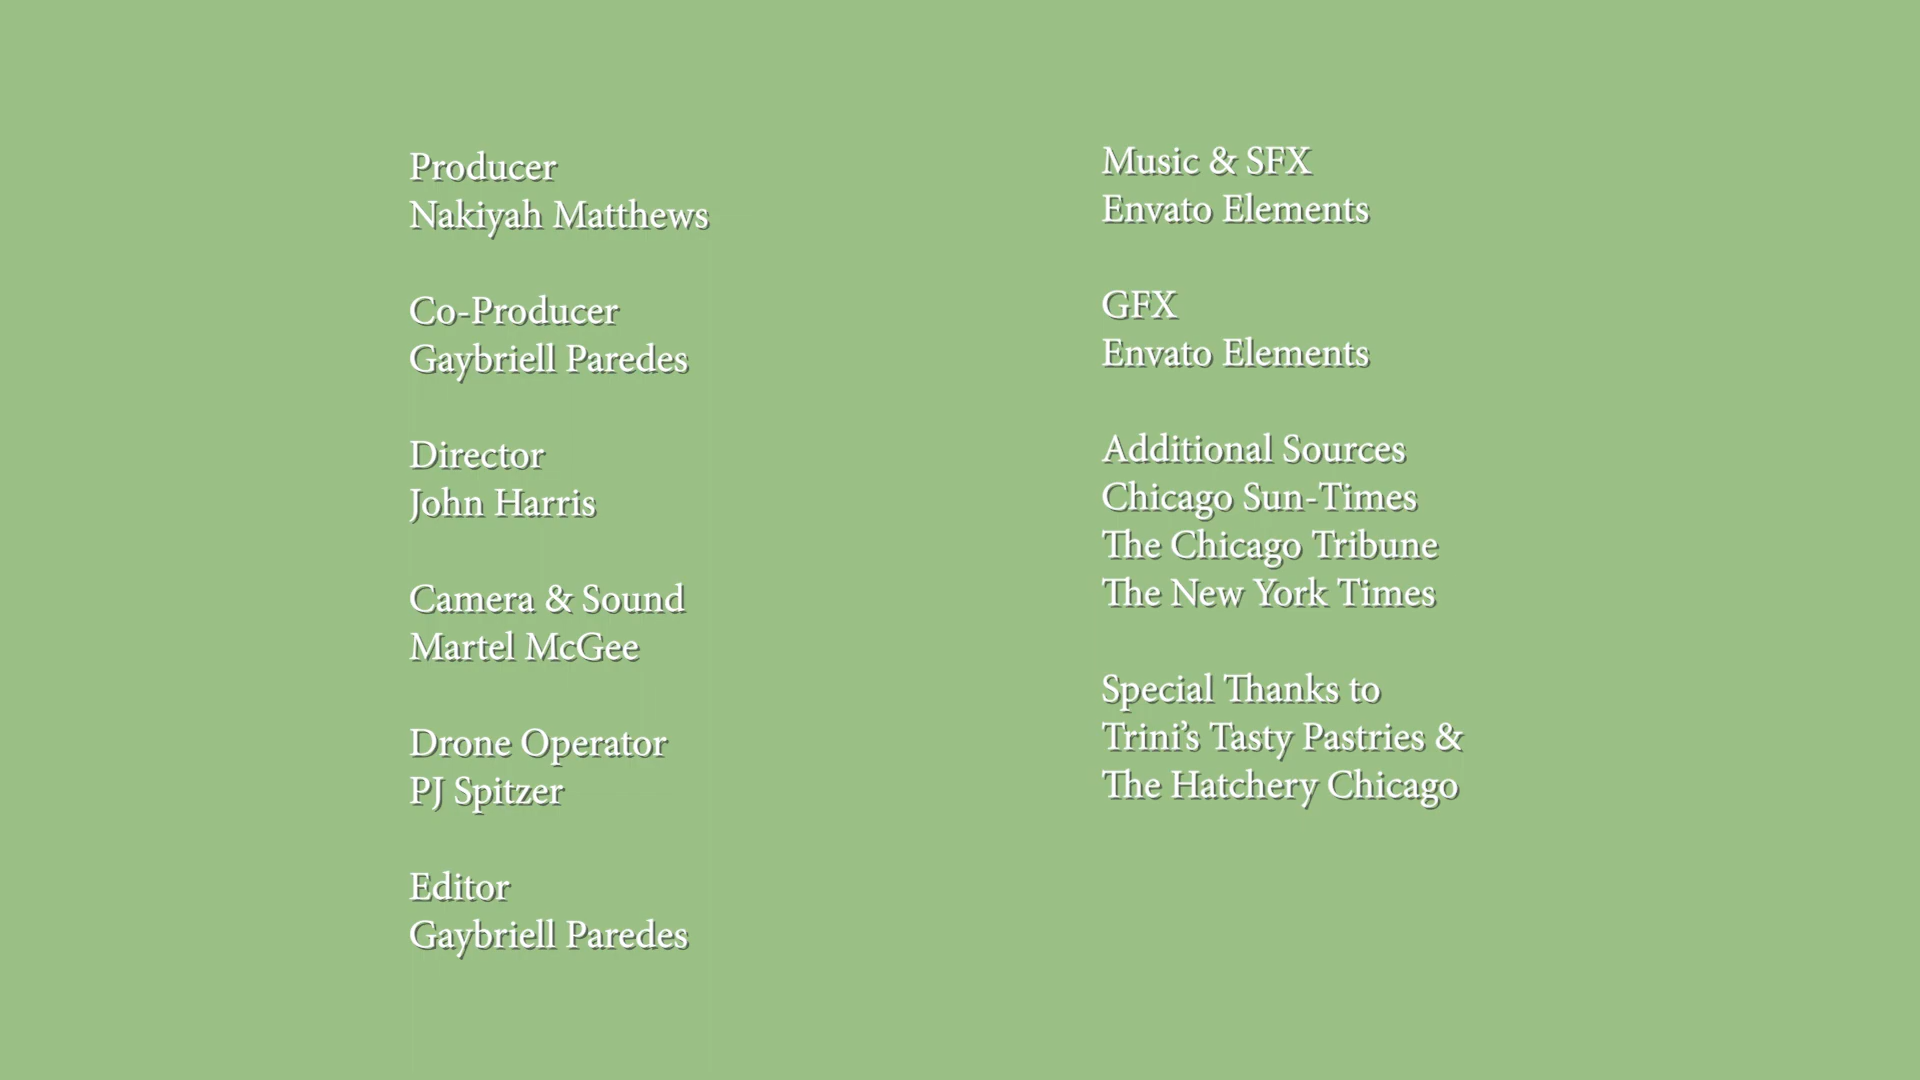 Producer
Nakiyah Matthews
Co-Producer
Gaybriell Paredes
Director
John Harris
Camera & Sound
Martel McGee
Drone Operator
PJ Spitzer
Editor
Gaybriell Paredes
Music & SFX
Envato Elements
GFX
Envato Elements
Additional Sources
Chicago Sun-Times
The Chicago Tribune
The New York Times
Special Thanks to
Trini’s Tasty Pastries &
The Hatchery Chicago